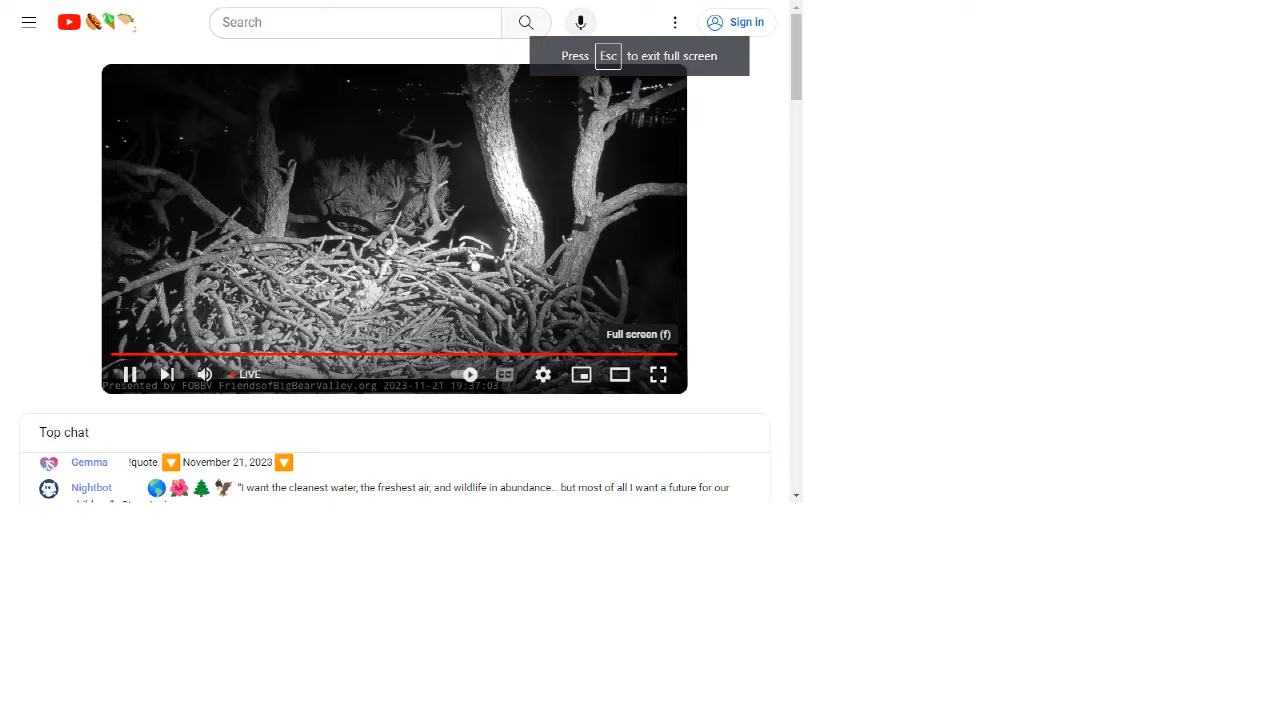 Search
Sign in
Press Esc to exit full screen
Full screen (f)
LIVE
CC
Presented by FOBBV FriendsofBigBearValley.org 2023-11-21 19:37:03
Top chat
Gemma !quote November 21, 2023
Nightbot "I want the cleanest water, the freshest air, and wildlife in abundance... but most of all I want a future for our